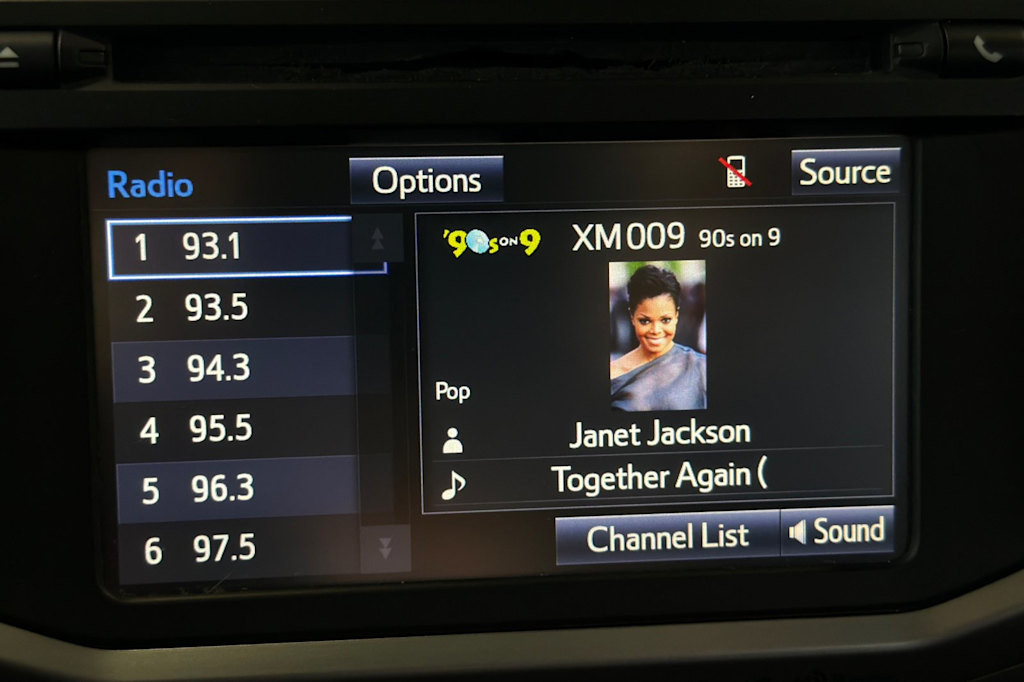 Radio
Options
Source
1 93.1
2 93.5
3 94.3
4 95.5
5 96.3
6 97.5
'90s ON 9
XM009 90s on 9
Pop
Janet Jackson
Together Again (
Channel List
Sound